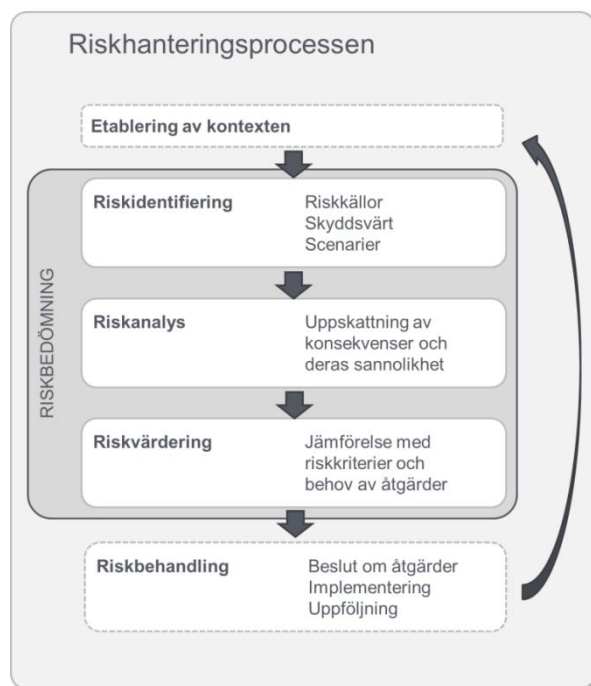 Riskhanteringsprocessen
Etablering av kontexten
RISKBEDÖMNING
Riskidentifiering
Riskkällor
Skyddsvärt
Scenarier
Riskanalys
Uppskattning av
konsekvenser och
deras sannolikhet
Riskvärdering
Jämförelse med
riskkriterier och
behov av åtgärder
Riskbehandling
Beslut om åtgärder
Implementering
Uppföljning